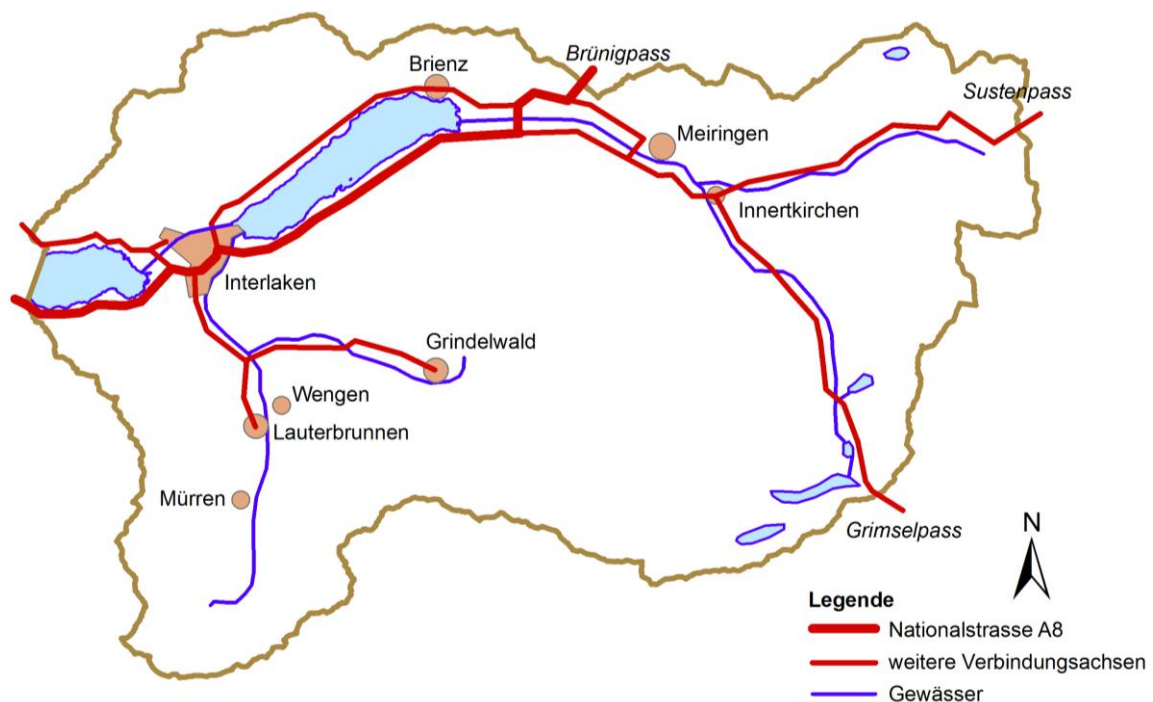 Brünigpass
Brienz
Sustenpass
Meiringen
Innertkirchen
Interlaken
Grindelwald
Wengen
Lauterbrunnen
Mürren
Grimselpass
N
Legende
Nationalstrasse A8
weitere Verbindungsachsen
Gewässer